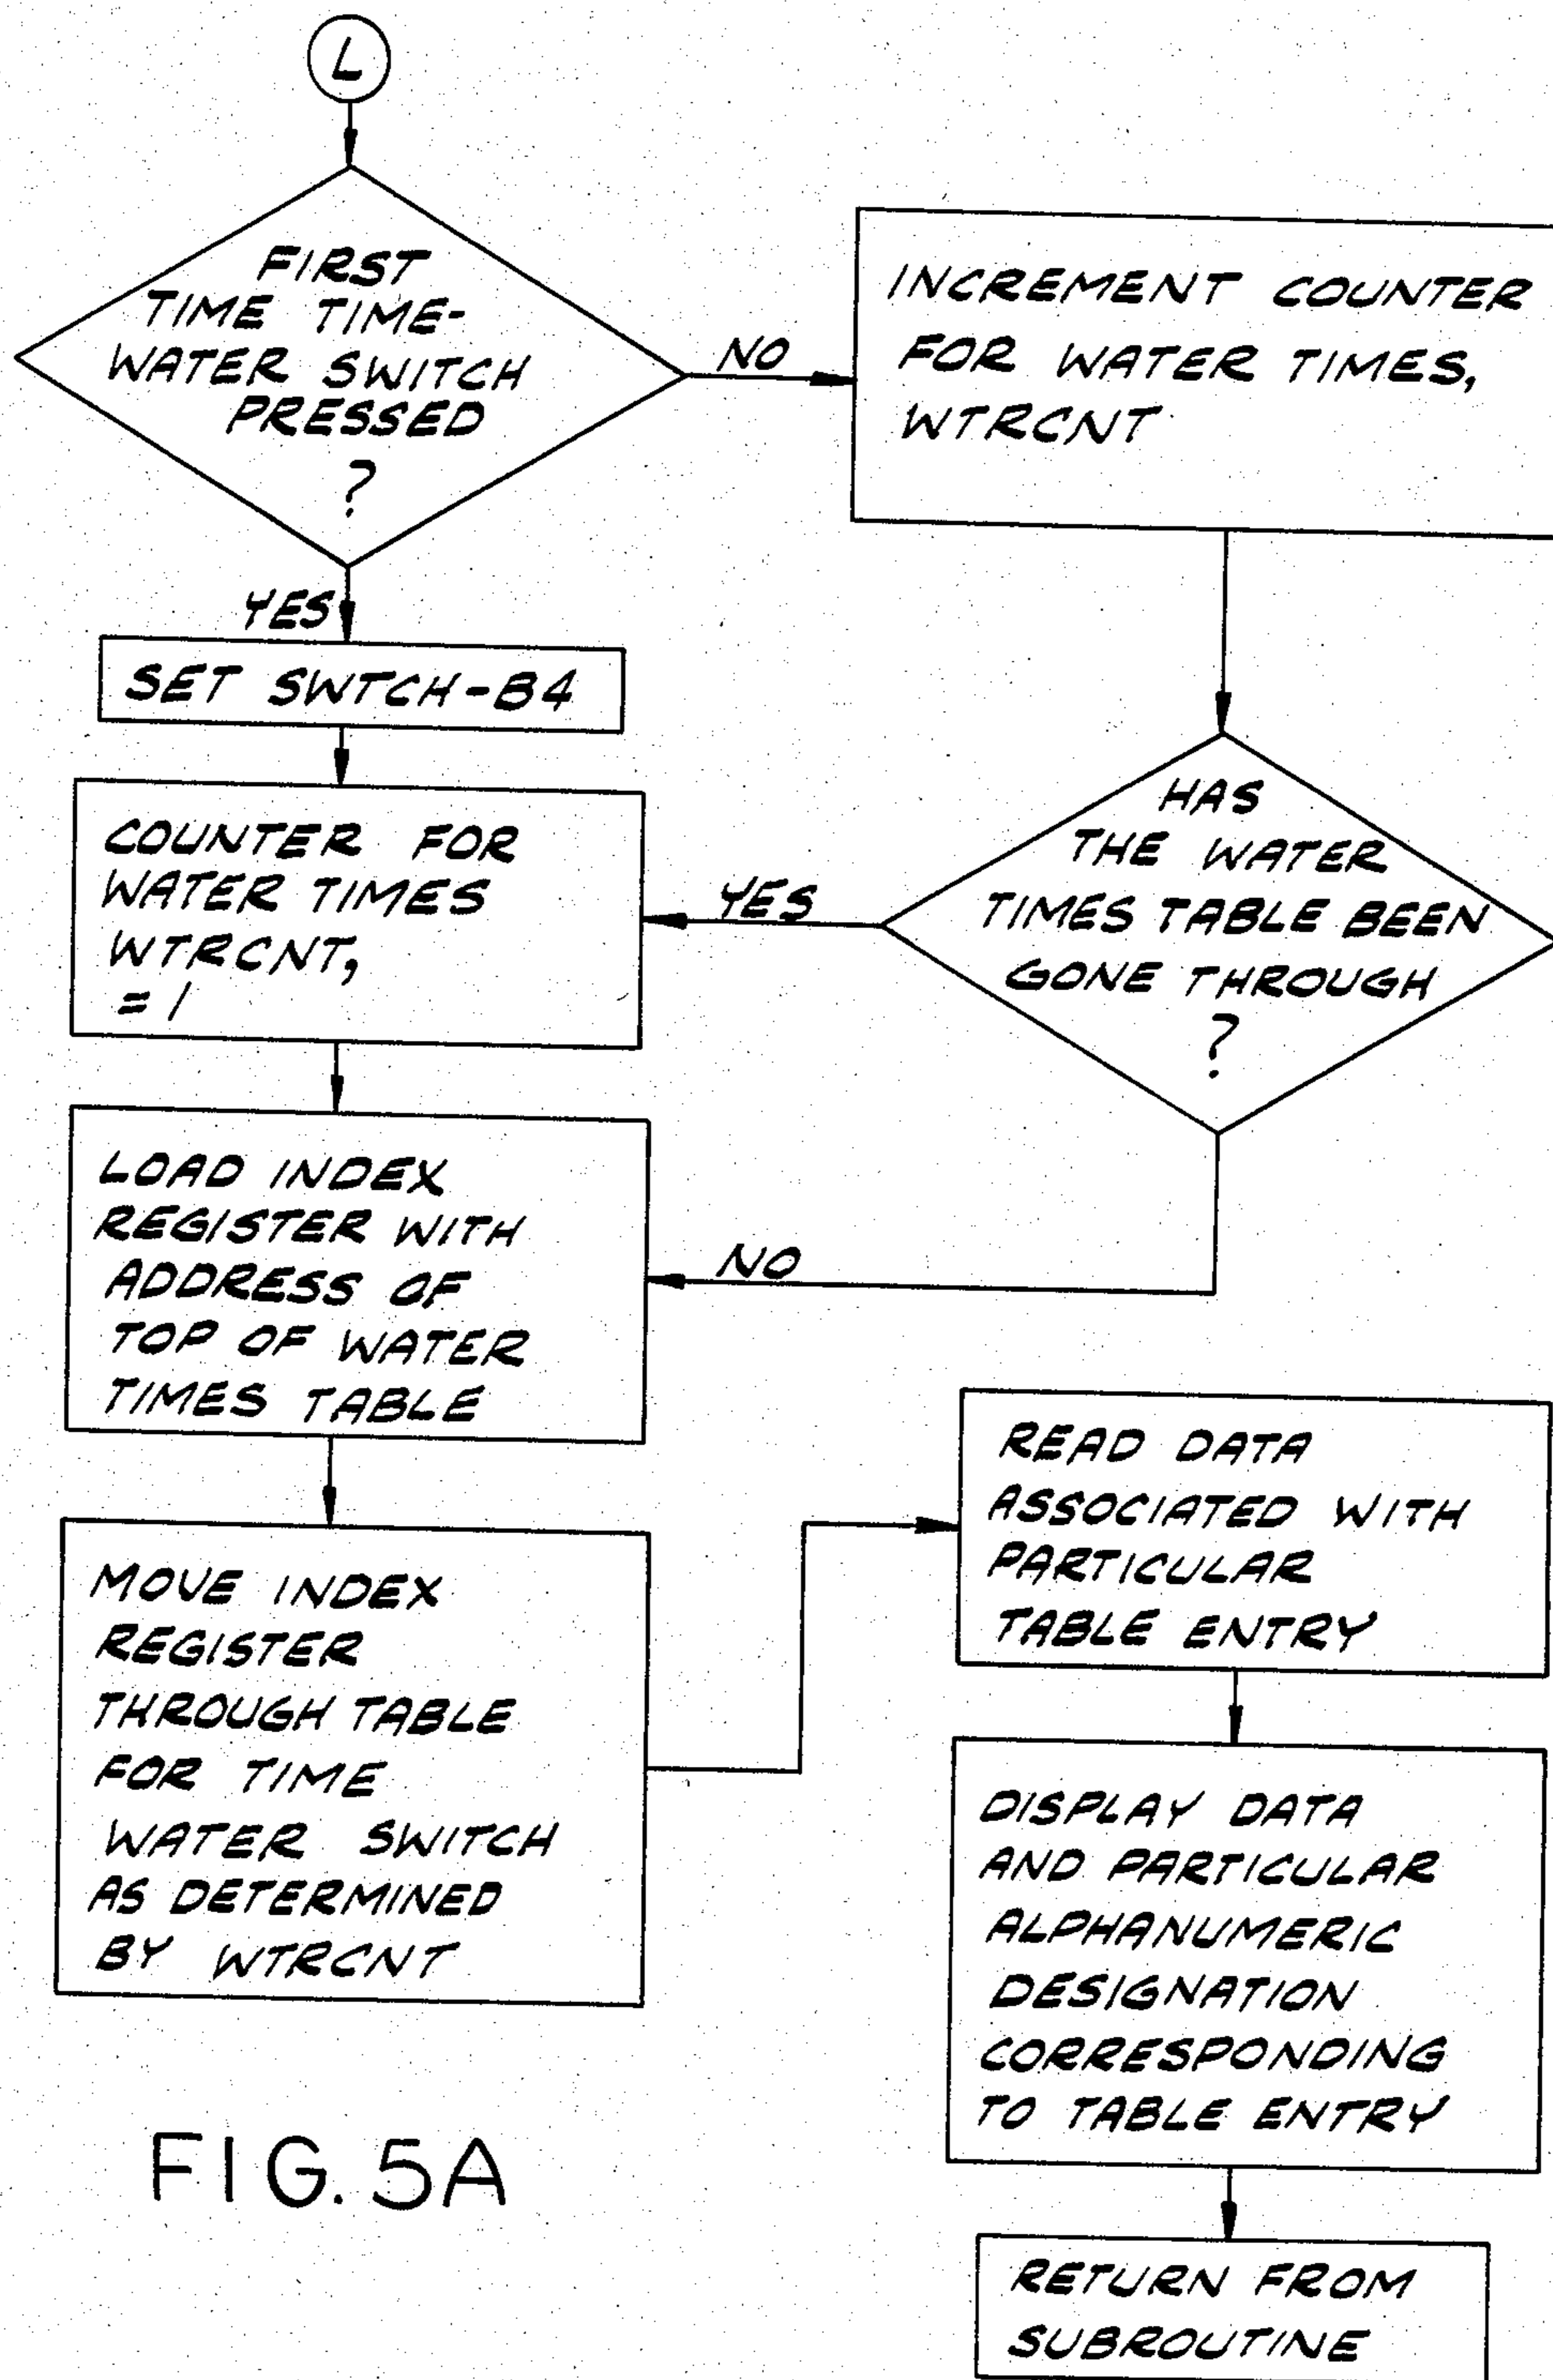 L
FIRST
TIME TIME-
WATER SWITCH
PRESSED
?
NO
INCREMENT COUNTER
FOR WATER TIMES,
WTRCNT
YES
SET SWTCH-B4
COUNTER FOR
WATER TIMES
WTRCNT,
= 1
YES
HAS
THE WATER
TIMES TABLE BEEN
GONE THROUGH
?
NO
LOAD INDEX
REGISTER WITH
ADDRESS OF
TOP OF WATER
TIMES TABLE
MOVE INDEX
REGISTER
THROUGH TABLE
FOR TIME
WATER SWITCH
AS DETERMINED
BY WTRCNT
READ DATA
ASSOCIATED WITH
PARTICULAR
TABLE ENTRY
DISPLAY DATA
AND PARTICULAR
ALPHANUMERIC
DESIGNATION
CORRESPONDING
TO TABLE ENTRY
RETURN FROM
SUBROUTINE
FIG. 5A